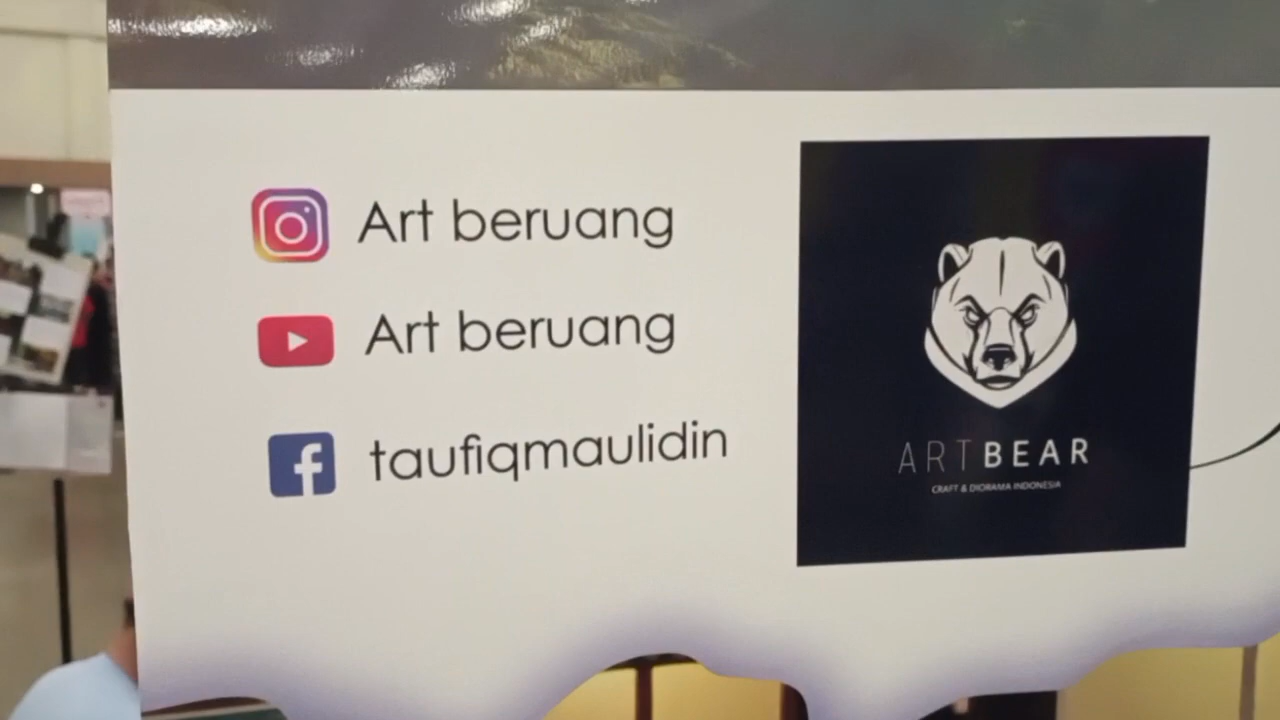 Art beruang
Art beruang
taufiqmaulidin
ARTBEAR
CRAFT & DIORAMA INDONESIA